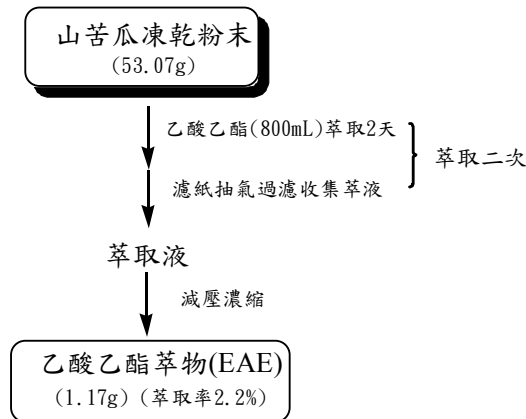 山苦瓜凍乾粉末
(53.07g)
乙酸乙酯(800mL)萃取2天
萃取二次
濾紙抽氣過濾收集萃液
萃取液
減壓濃縮
乙酸乙酯萃物(EAE)
(1.17g) (萃取率2.2%)